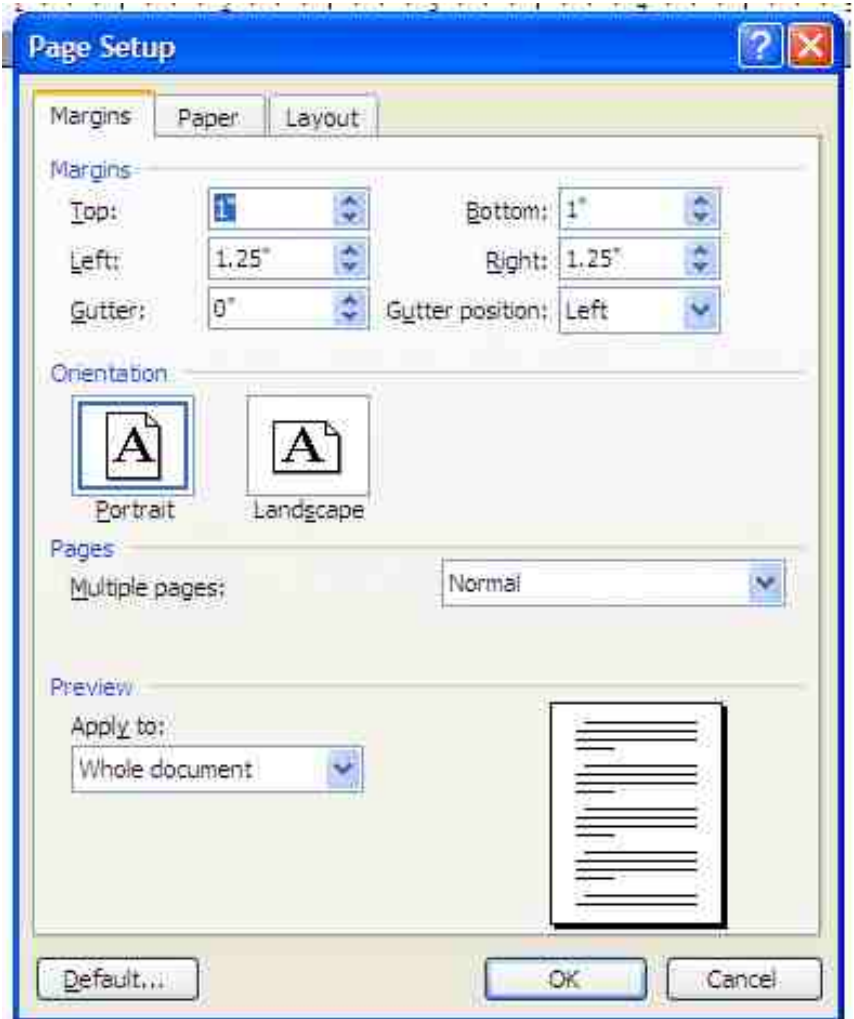 Page Setup
Margins Paper Layout
Margins
Top: 1" Bottom: 1"
Left: 1.25" Right: 1.25"
Gutter: 0" Gutter position: Left
Orientation
A A
Portrait Landscape
Pages
Multiple pages: Normal
Preview
Apply to:
Whole document
Default... OK Cancel